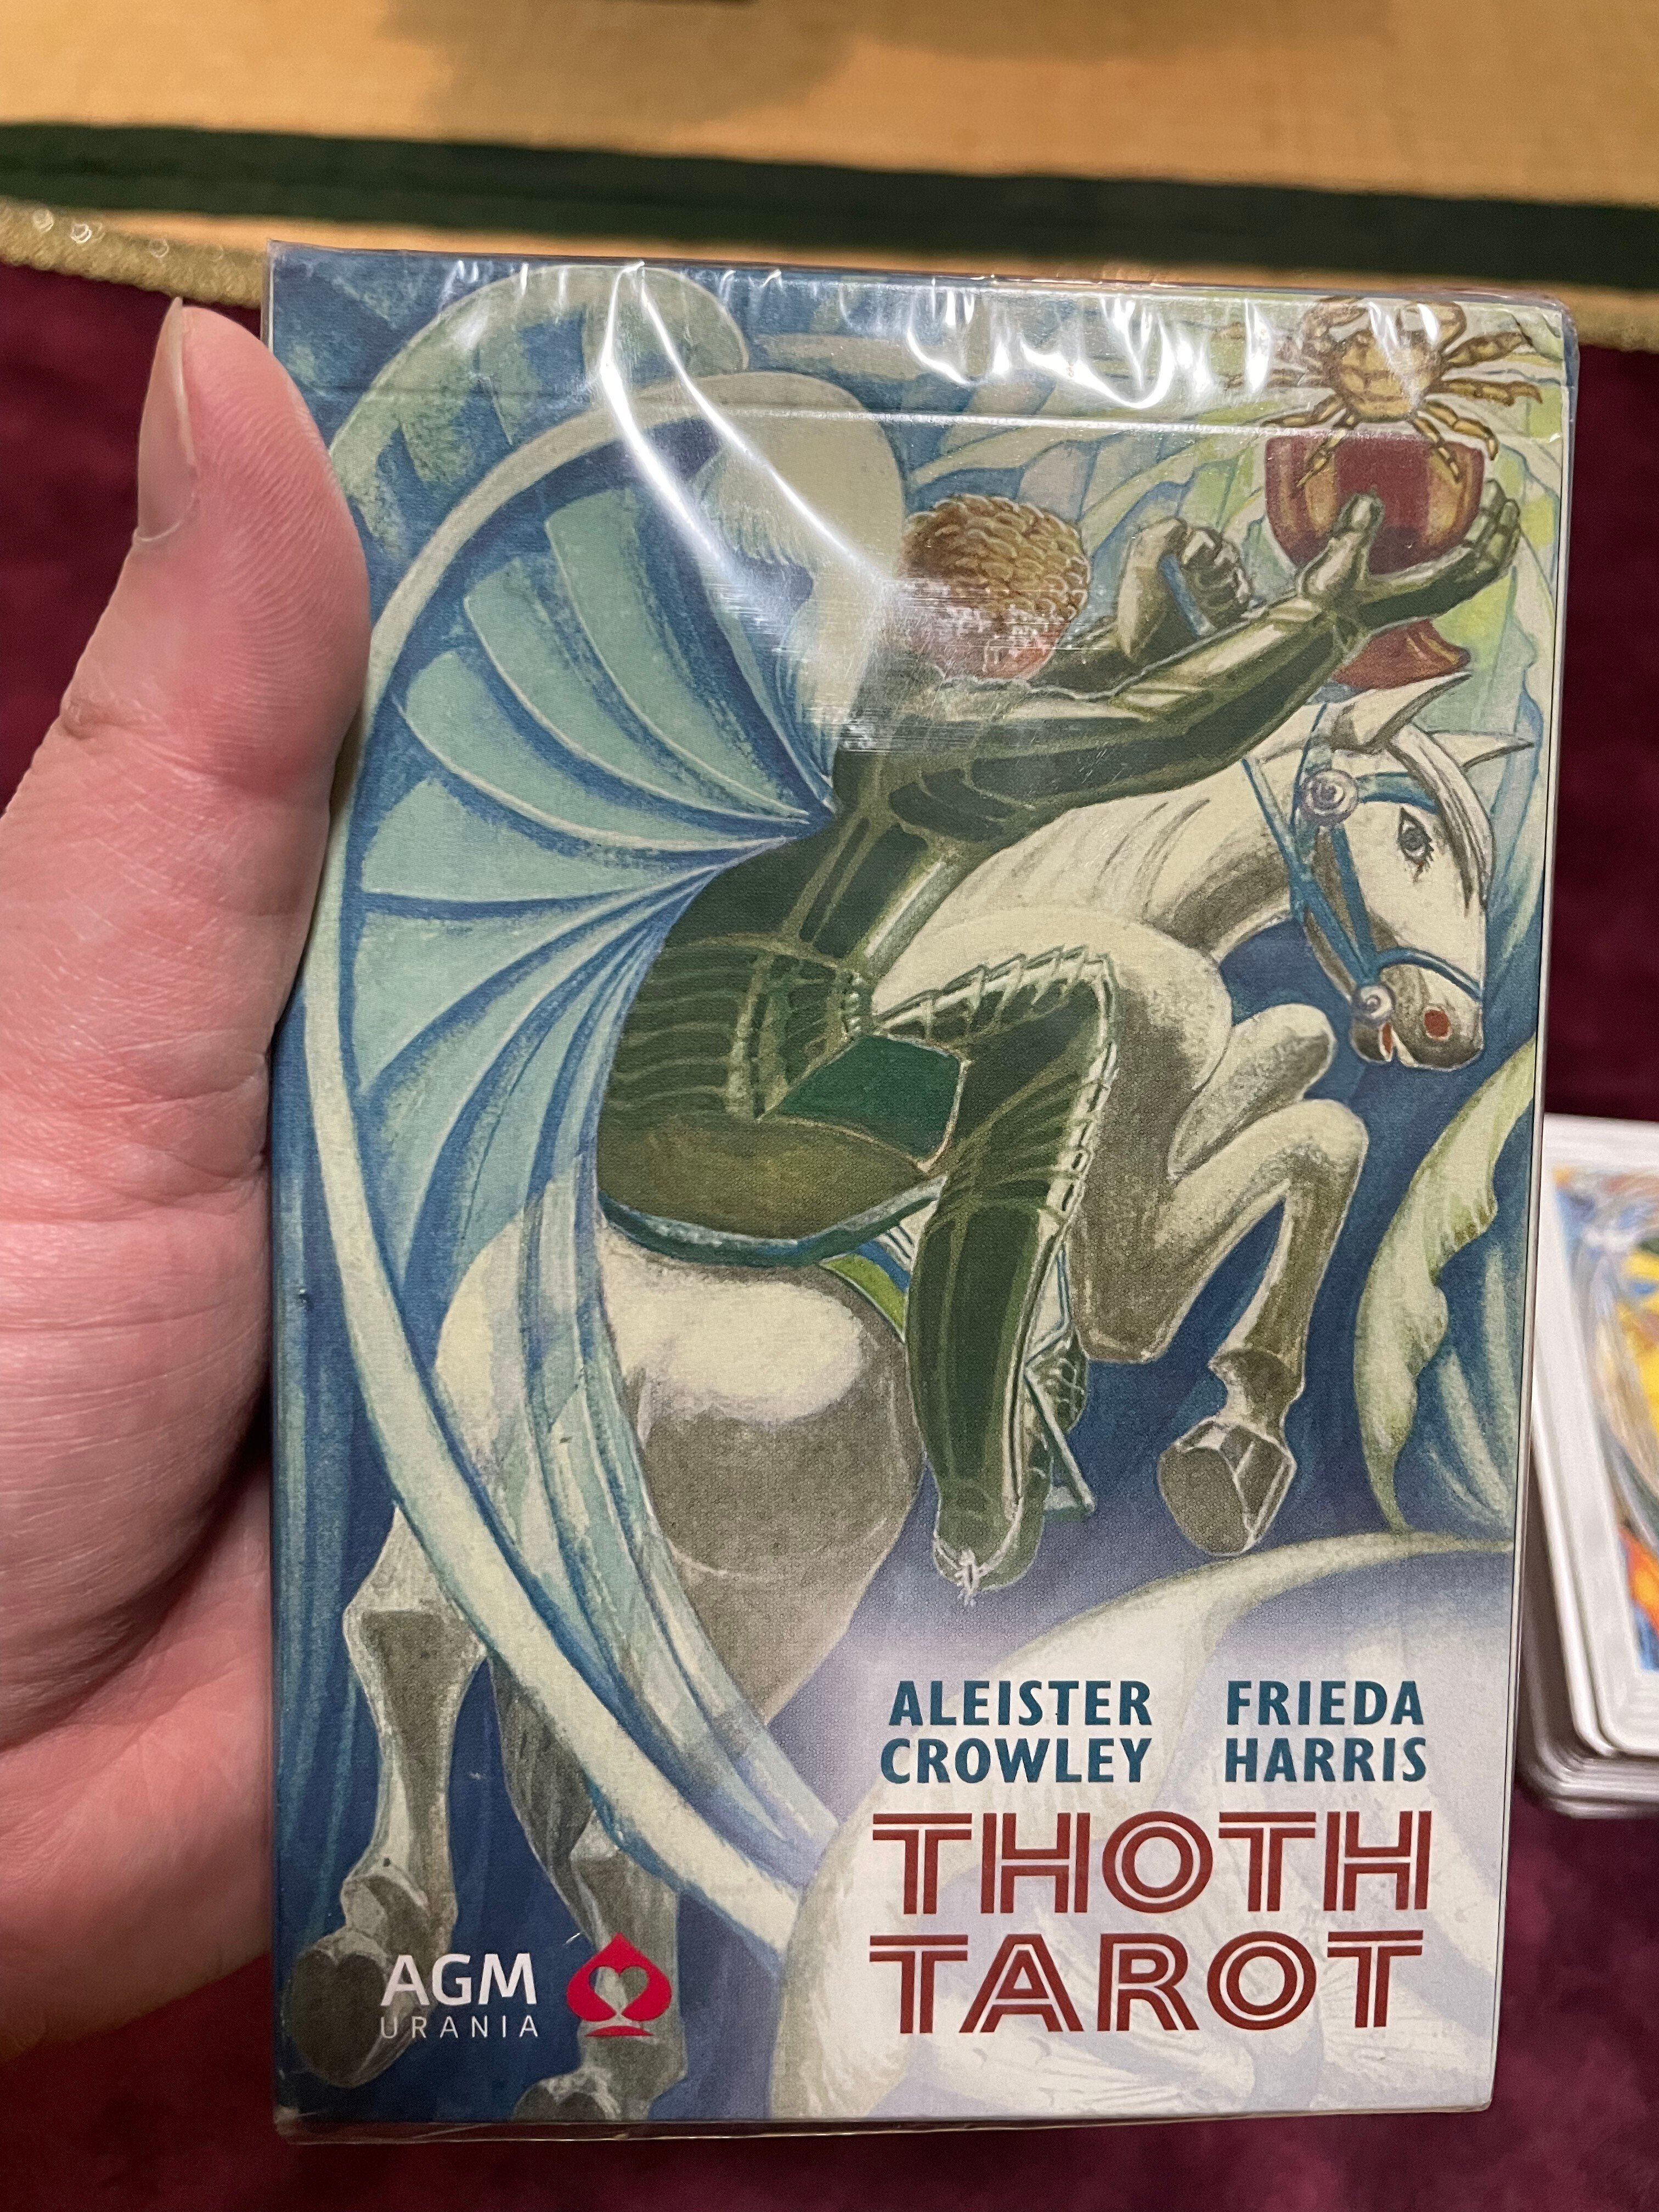 ALEISTER CROWLEY
FRIEDA HARRIS
THOTH
TAROT
AGM
URANIA